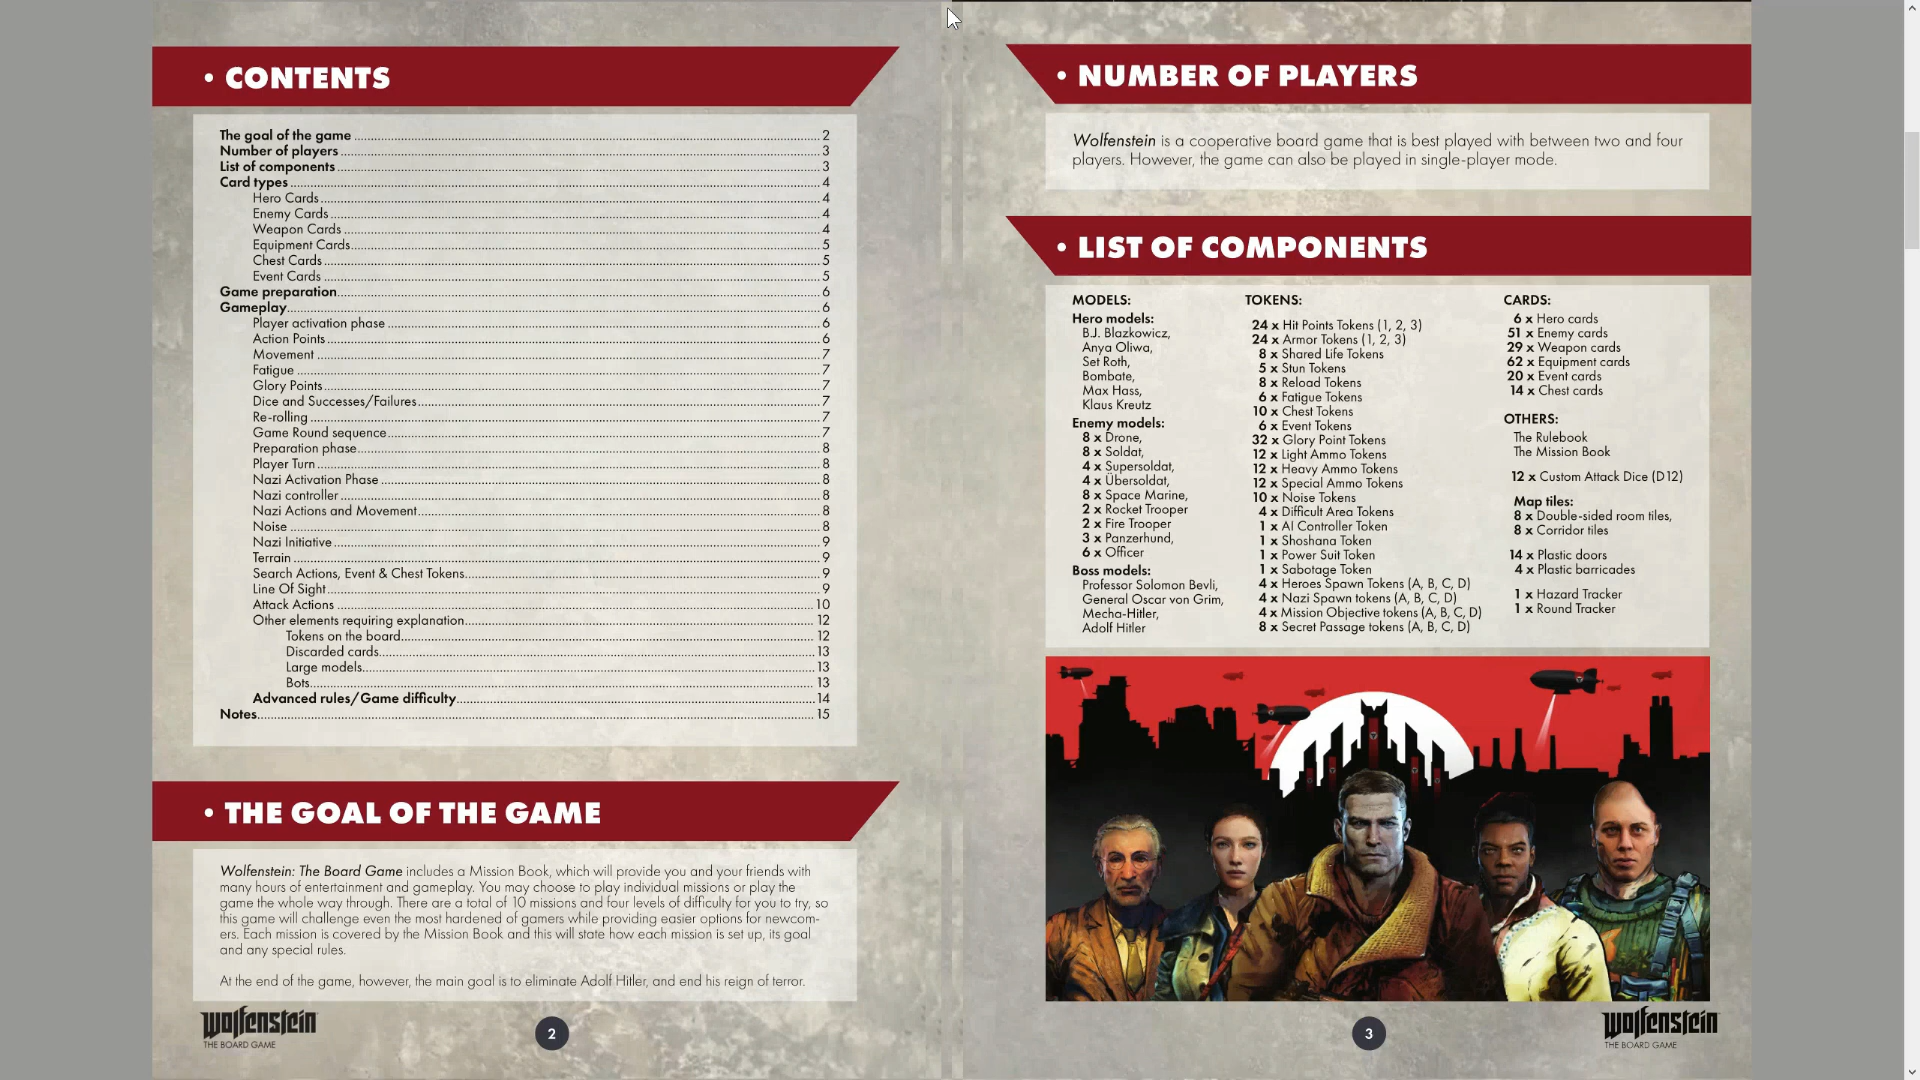 • CONTENTS
The goal of the game 2
Number of players 3
List of components 3
Card types 4
Hero Cards 4
Enemy Cards 4
Weapon Cards 4
Equipment Cards 5
Chest Cards 5
Event Cards 5
Game preparation 6
Gameplay 6
Player activation phase 6
Action Points 6
Movement 7
Fatigue 7
Glory Points 7
Dice and Successes/Failures 7
Re-rolling 7
Game Round sequence 7
Preparation phase 8
Player Turn 8
Nazi Activation Phase 8
Nazi controller 8
Nazi Actions and Movement 8
Noise 8
Nazi Initiative 9
Terrain 9
Search Actions, Event & Chest Tokens 9
Line Of Sight 9
Attack Actions 10
Other elements requiring explanation 12
Tokens on the board 12
Discarded cards 13
Large models 13
Bots 13
Advanced rules/Game difficulty 14
Notes 15
• THE GOAL OF THE GAME
Wolfenstein: The Board Game includes a Mission Book, which will provide you and your friends with
many hours of entertainment and gameplay. You may choose to play individual missions or play the
game the whole way through. There are a total of 10 missions and four levels of difficulty for you to try, so
this game will challenge even the most hardened of gamers while providing easier options for newcom-
ers. Each mission is covered by the Mission Book and this will state how each mission is set up, its goal
and any special rules.
At the end of the game, however, the main goal is to eliminate Adolf Hitler, and end his reign of terror.
Wolfenstein
THE BOARD GAME
2
• NUMBER OF PLAYERS
Wolfenstein is a cooperative board game that is best played with between two and four
players. However, the game can also be played in single-player mode.
• LIST OF COMPONENTS
MODELS:
Hero models:
B.J. Blazkowicz,
Anya Oliwa,
Set Roth,
Bombate,
Max Hass,
Klaus Kreutz
Enemy models:
8 x Drone,
8 x Soldat,
4 x Supersoldat,
4 x Übersoldat,
8 x Space Marine,
2 x Rocket Trooper
2 x Fire Trooper
3 x Panzerhund,
6 x Officer
Boss models:
Professor Solomon Bevli,
General Oscar von Grim,
Mecha-Hitler,
Adolf Hitler
TOKENS:
24 x Hit Points Tokens (1, 2, 3)
24 x Armor Tokens (1, 2, 3)
8 x Shared Life Tokens
5 x Stun Tokens
8 x Reload Tokens
6 x Fatigue Tokens
10 x Chest Tokens
6 x Event Tokens
32 x Glory Point Tokens
12 x Light Ammo Tokens
12 x Heavy Ammo Tokens
12 x Special Ammo Tokens
10 x Noise Tokens
4 x Difficult Area Tokens
1 x AI Controller Token
1 x Shoshana Token
1 x Power Suit Token
1 x Sabotage Token
4 x Heroes Spawn Tokens (A, B, C, D)
4 x Nazi Spawn tokens (A, B, C, D)
4 x Mission Objective tokens (A, B, C, D)
8 x Secret Passage tokens (A, B, C, D)
CARDS:
6 x Hero cards
51 x Enemy cards
29 x Weapon cards
62 x Equipment cards
20 x Event cards
14 x Chest cards
OTHERS:
The Rulebook
The Mission Book
12 x Custom Attack Dice (D12)
Map tiles:
8 x Double-sided room tiles,
8 x Corridor tiles
14 x Plastic doors
4 x Plastic barricades
1 x Hazard Tracker
1 x Round Tracker
3
Wolfenstein
THE BOARD GAME